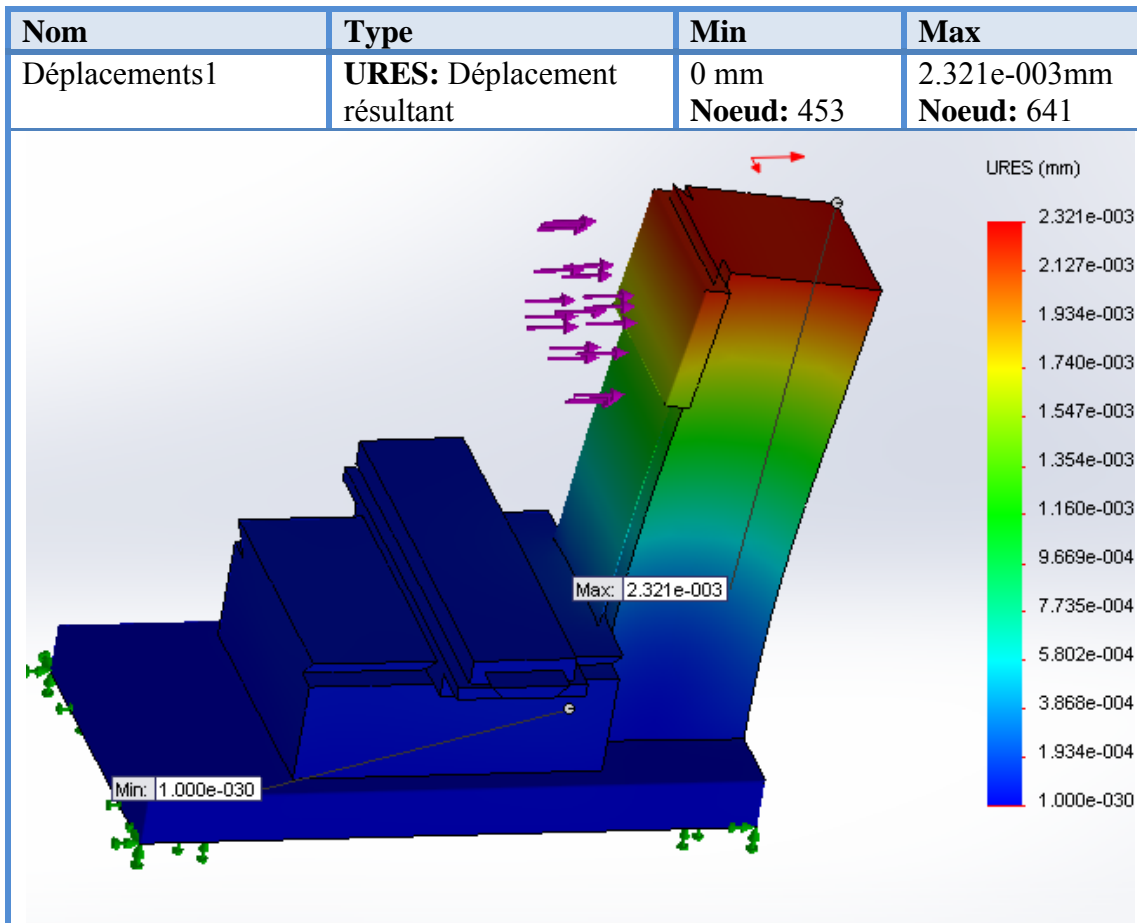 Nom Type Min Max
Déplacements1 URES: Déplacement 0 mm 2.321e-003mm
résultant Noeud: 453 Noeud: 641
URES (mm)
2.321e-003
2.127e-003
1.934e-003
1.740e-003
1.547e-003
1.354e-003
1.160e-003
9.669e-004
Max: 2.321e-003
7.735e-004
5.802e-004
3.868e-004
1.934e-004
Min: 1.000e-030
1.000e-030